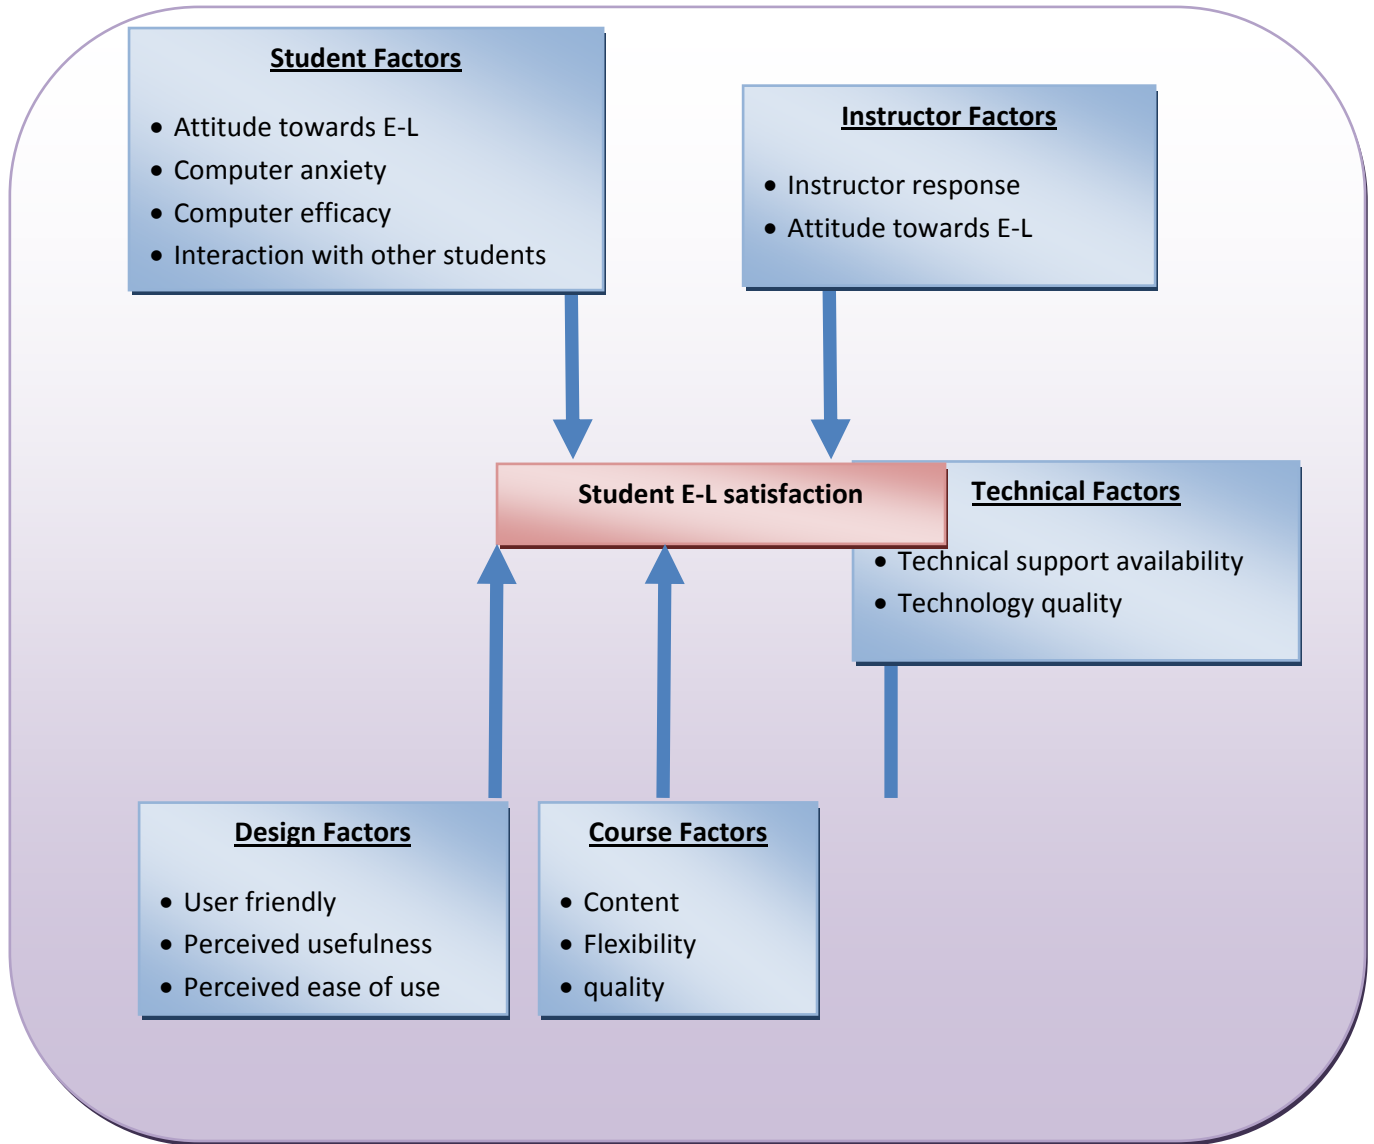 Student Factors
• Attitude towards E-L
• Computer anxiety
• Computer efficacy
• Interaction with other students
Instructor Factors
• Instructor response
• Attitude towards E-L
Student E-L satisfaction
Technical Factors
• Technical support availability
• Technology quality
Design Factors
• User friendly
• Perceived usefulness
• Perceived ease of use
Course Factors
• Content
• Flexibility
• quality